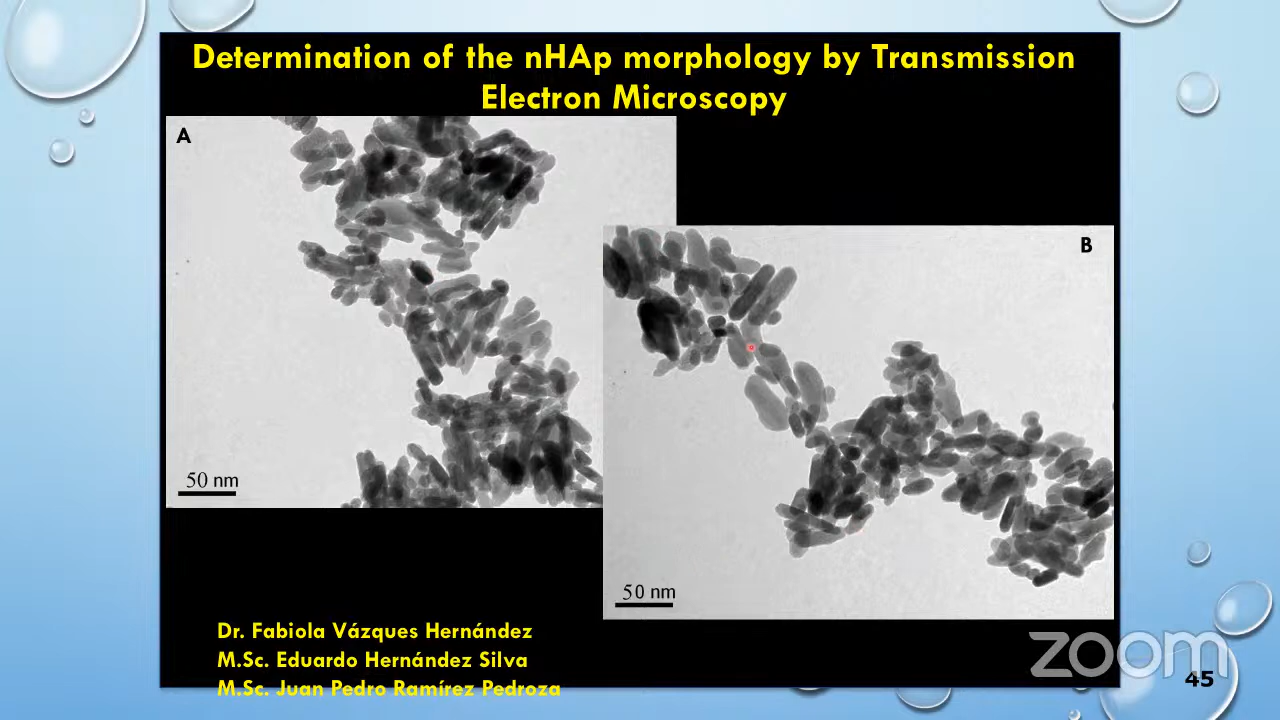 Determination of the nHAp morphology by Transmission
Electron Microscopy
A
B
50 nm
50 nm
Dr. Fabiola Vázques Hernández
M.Sc. Eduardo Hernández Silva
M.Sc. Juan Pedro Ramírez Pedroza
zoom
45